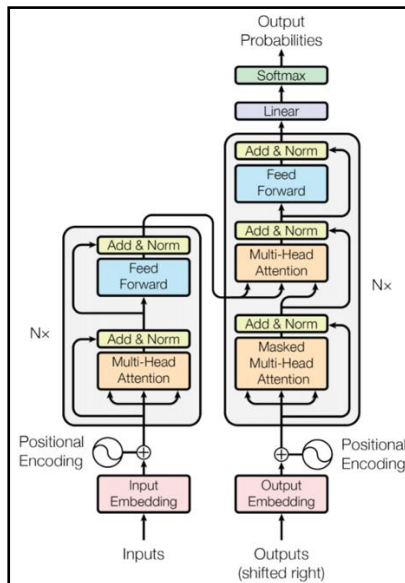 Output
Probabilities
Softmax
Linear
Add & Norm
Feed
Forward
Add & Norm
Multi-Head
Attention
Add & Norm
Masked
Multi-Head
Attention
Nx
Positional
Encoding
Output
Embedding
Outputs
(shifted right)
Add & Norm
Feed
Forward
Add & Norm
Multi-Head
Attention
Nx
Positional
Encoding
Input
Embedding
Inputs